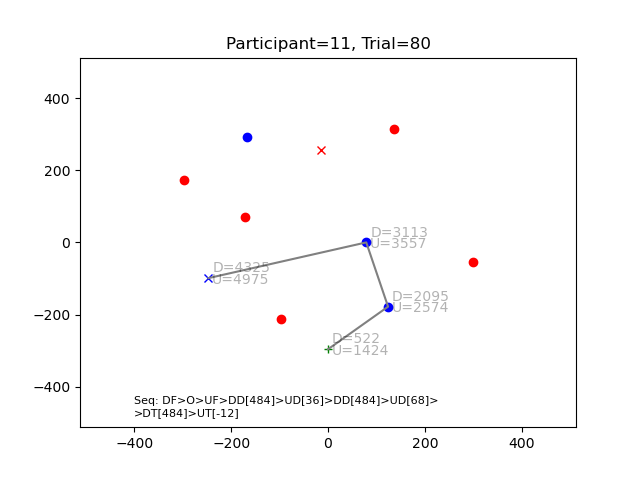 Participant=11, Trial=80
400
200
0
−200
−400
D=3113
U=3557
D=4325
U=4975
D=2095
U=2574
D=522
U=1424
Seq: DF>O>UF>DD[484]>UD[36]>DD[484]>UD[68]>
>DT[484]>UT[-12]
−400
−200
0
200
400